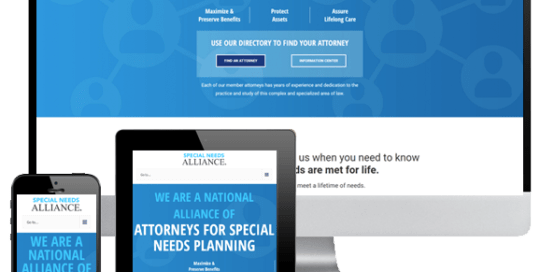 Maximize &
Preserve Benefits
Protect
Assets
Assure
Lifelong Care
USE OUR DIRECTORY TO FIND YOUR ATTORNEY
FIND AN ATTORNEY
INFORMATION CENTER
Each of our member attorneys has years of experience and dedication in the
practice and study of this complex and specialized area of law.
us when you need to know
ds are met for life.
meet a lifetime of needs.
SPECIAL NEEDS
ALLIANCE.
Go to...
WE ARE A NATIONAL
ALLIANCE OF
ATTORNEYS FOR SPECIAL
NEEDS PLANNING
Maximize &
Preserve Benefits
SPECIAL NEEDS
ALLIANCE.
Go to...
WE ARE A
NATIONAL
ALLIANCE OF